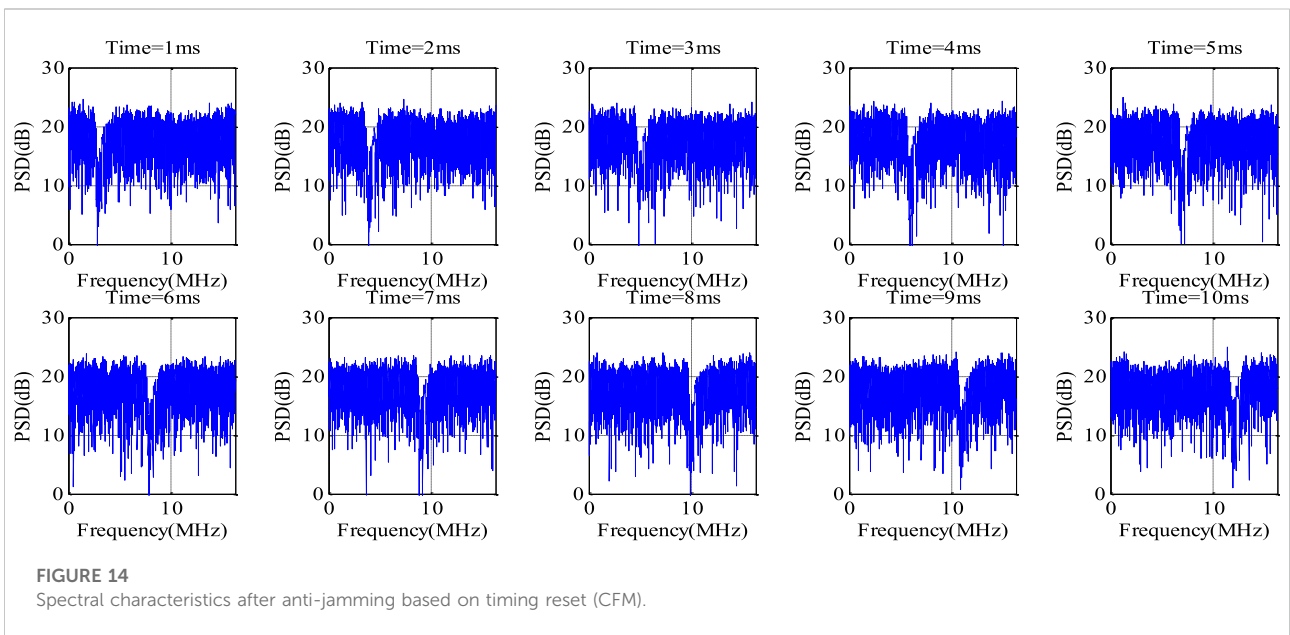 Time=1ms Time=2ms Time=3ms Time=4ms Time=5ms
30 30 30 30 30
20 20 20 20 20
10 10 10 10 10
0 0 0 0 0
PSD(dB) PSD(dB) PSD(dB) PSD(dB) PSD(dB)
0 10 0 10 0 10 0 10 0 10
Frequency(MHz) Frequency(MHz) Frequency(MHz) Frequency(MHz) Frequency(MHz)
Time=6ms Time=7ms Time=8ms Time=9ms Time=10ms
30 30 30 30 30
20 20 20 20 20
10 10 10 10 10
0 0 0 0 0
PSD(dB) PSD(dB) PSD(dB) PSD(dB) PSD(dB)
0 10 0 10 0 10 0 10 0 10
Frequency(MHz) Frequency(MHz) Frequency(MHz) Frequency(MHz) Frequency(MHz)
FIGURE 14
Spectral characteristics after anti-jamming based on timing reset (CFM).